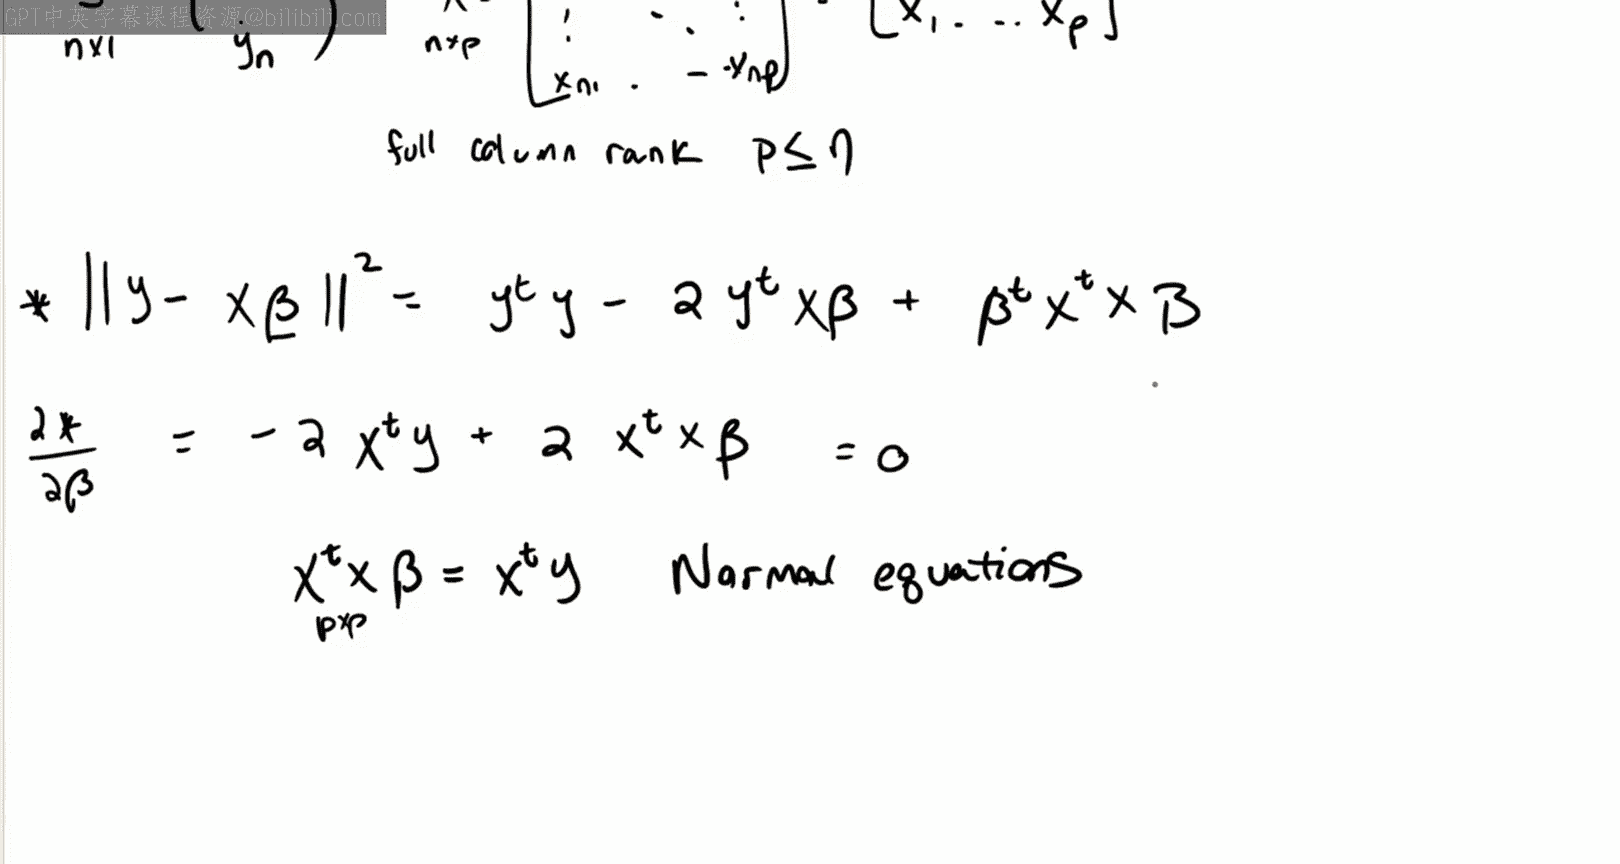 GPT中英字幕课程资源@bilibili.com
n×1 ( : yn ) n×p [ : · : = [x1 . .. xp]
xn1 . - xnp]
full column rank p ≤ n
* ||y - xβ||² = yᵗy - 2yᵗxβ + βᵗxᵗxβ
∂*/∂β = -2xᵗy + 2xᵗxβ = 0
xᵗxβ = xᵗy Normal equations
p×p